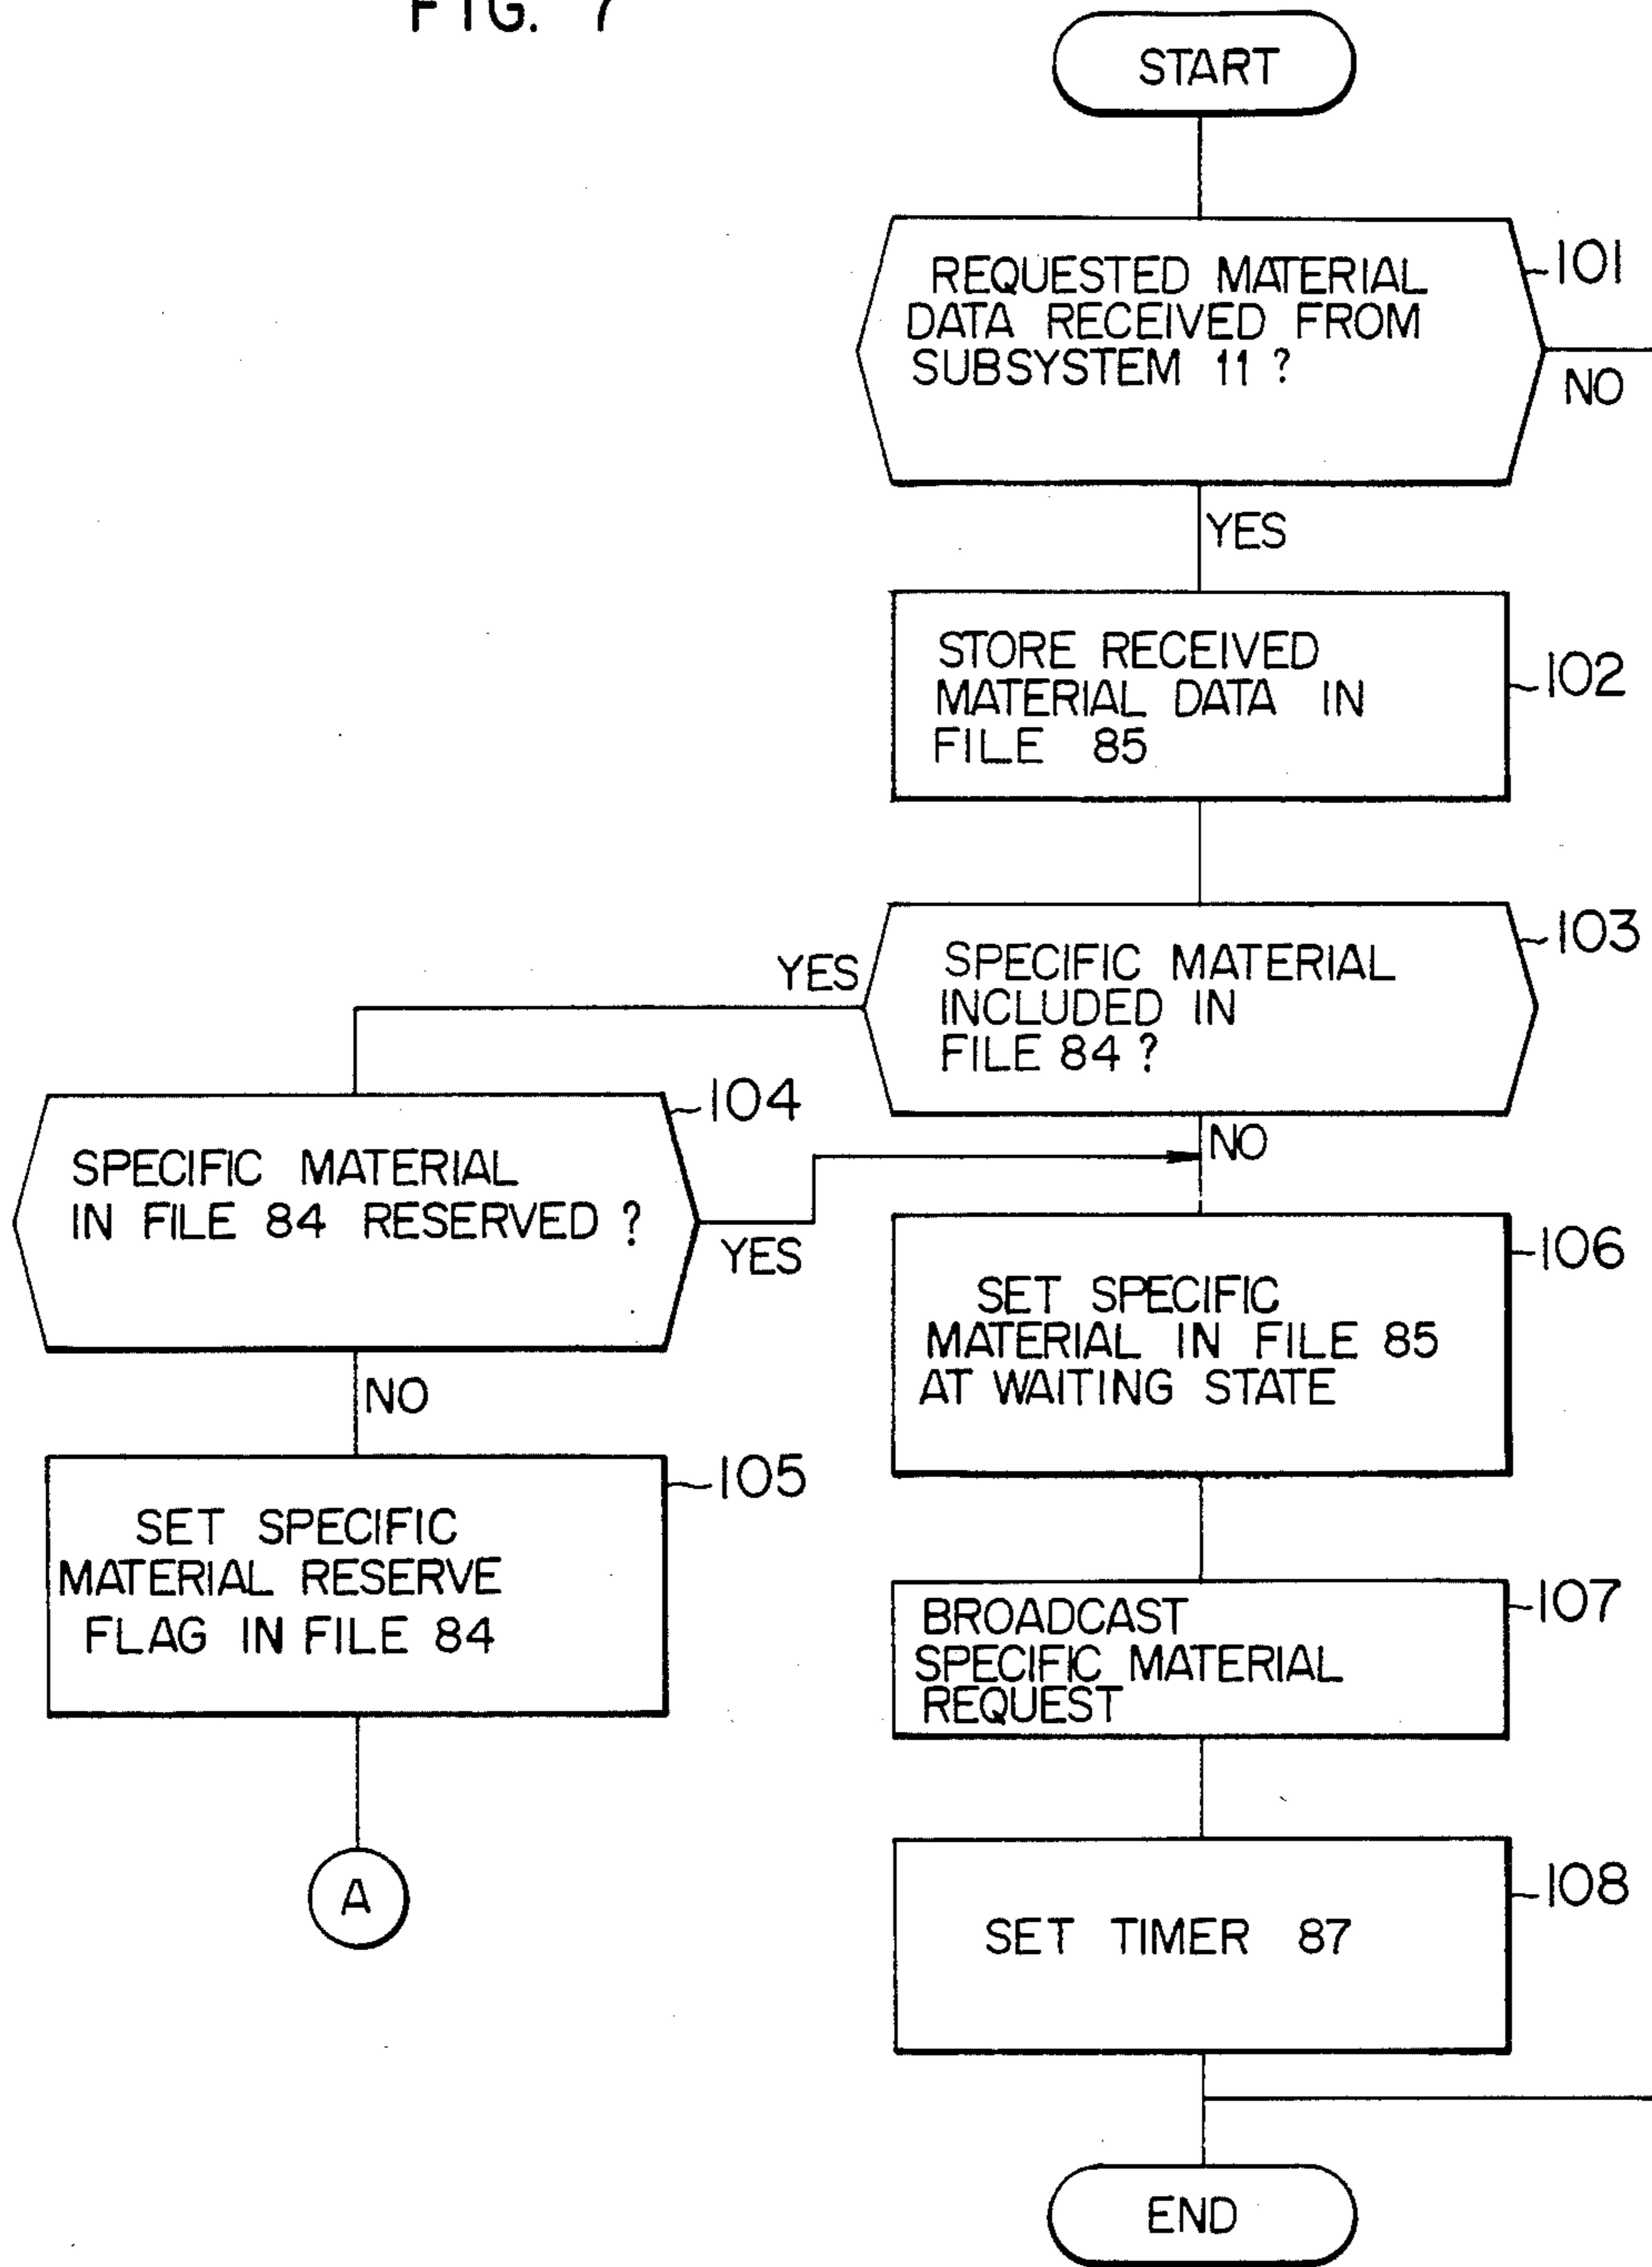 FIG. 7
START
REQUESTED MATERIAL
DATA RECEIVED FROM
SUBSYSTEM 11 ?
101
NO
YES
STORE RECEIVED
MATERIAL DATA IN
FILE 85
102
SPECIFIC MATERIAL
INCLUDED IN
FILE 84 ?
103
YES
NO
104
SPECIFIC MATERIAL
IN FILE 84 RESERVED ?
YES
NO
105
SET SPECIFIC
MATERIAL RESERVE
FLAG IN FILE 84
A
106
SET SPECIFIC
MATERIAL IN FILE 85
AT WAITING STATE
107
BROADCAST
SPECIFIC MATERIAL
REQUEST
108
SET TIMER 87
END